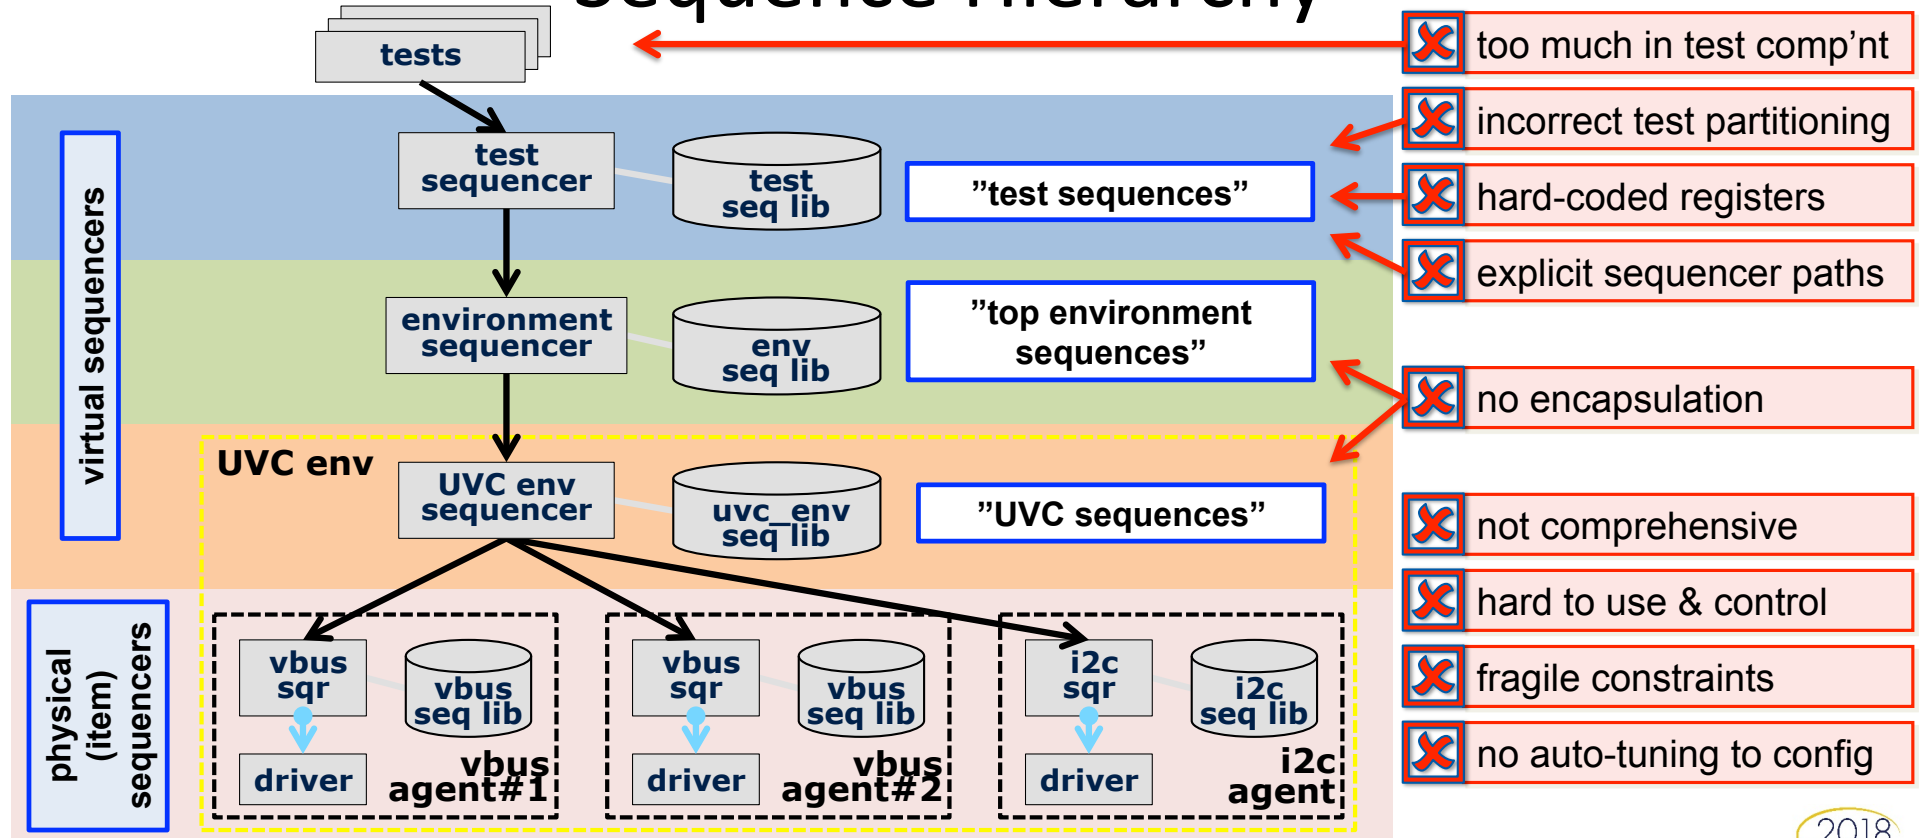 Sequence Hierarchy
tests
too much in test comp’nt
incorrect test partitioning
hard-coded registers
explicit sequencer paths
no encapsulation
not comprehensive
hard to use & control
fragile constraints
no auto-tuning to config
virtual sequencers
test
sequencer
test
seq lib
”test sequences”
environment
sequencer
env
seq lib
”top environment
sequences”
UVC env
UVC env
sequencer
uvc_env
seq lib
”UVC sequences”
physical
(item)
sequencers
vbus
sqr
vbus
seq lib
driver
vbus
agent#1
vbus
sqr
vbus
seq lib
driver
vbus
agent#2
i2c
sqr
i2c
seq lib
driver
i2c
agent
2018